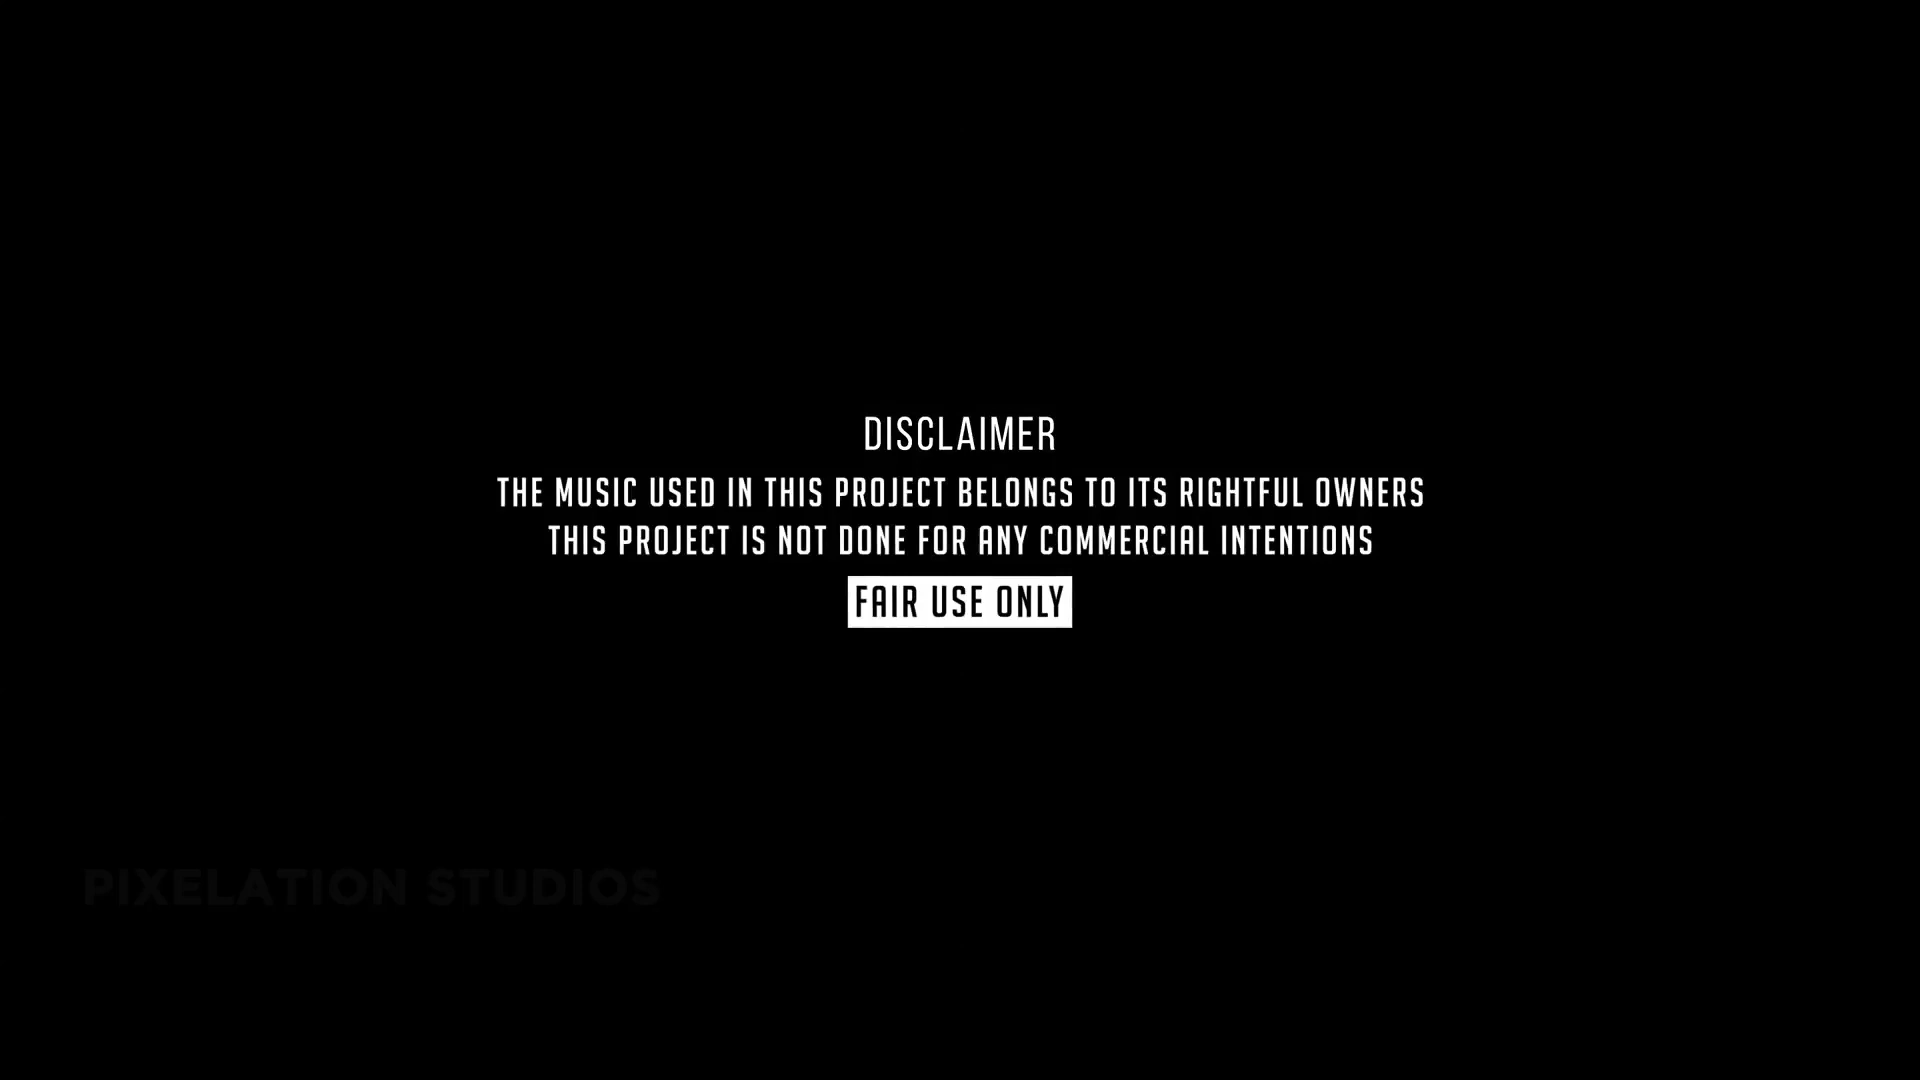 DISCLAIMER
THE MUSIC USED IN THIS PROJECT BELONGS TO ITS RIGHTFUL OWNERS
THIS PROJECT IS NOT DONE FOR ANY COMMERCIAL INTENTIONS
FAIR USE ONLY
PIXELATION STUDIOS